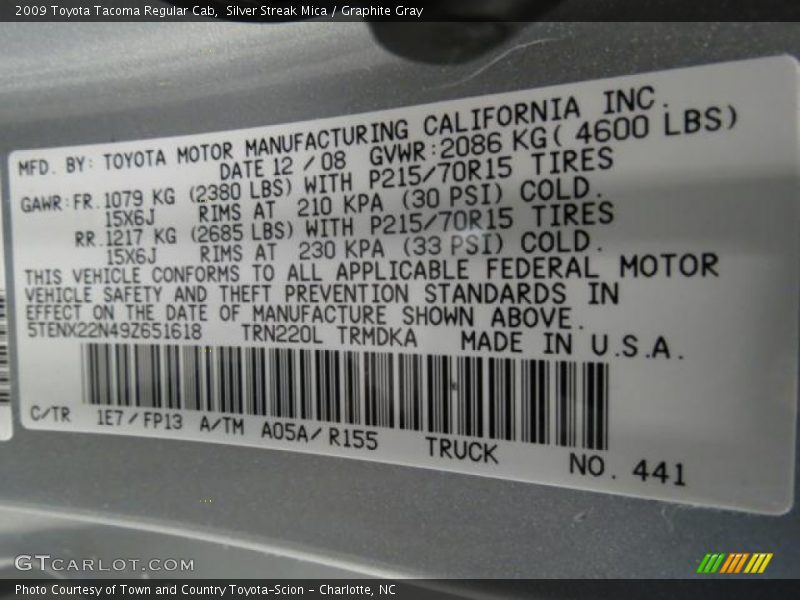 2009 Toyota Tacoma Regular Cab,  Silver Streak Mica / Graphite Gray
MFD. BY: TOYOTA MOTOR MANUFACTURING CALIFORNIA INC.
DATE 12 / 08 GVWR: 2086 KG( 4600 LBS)
GAWR: FR. 1079 KG (2380 LBS) WITH P215/70R15 TIRES
15X6J RIMS AT 210 KPA (30 PSI) COLD.
RR. 1217 KG (2685 LBS) WITH P215/70R15 TIRES
15X6J RIMS AT 230 KPA (33 PSI) COLD.
THIS VEHICLE CONFORMS TO ALL APPLICABLE FEDERAL MOTOR
VEHICLE SAFETY AND THEFT PREVENTION STANDARDS IN
EFFECT ON THE DATE OF MANUFACTURE SHOWN ABOVE.
5TENX22N49Z651618 TRN220L TRMDKA MADE IN U.S.A.
C/TR 1E7 / FP13 A/TM A05A / R155 TRUCK NO. 441
GTCARLOT.COM
Photo Courtesy of Town and Country Toyota-Scion - Charlotte, NC